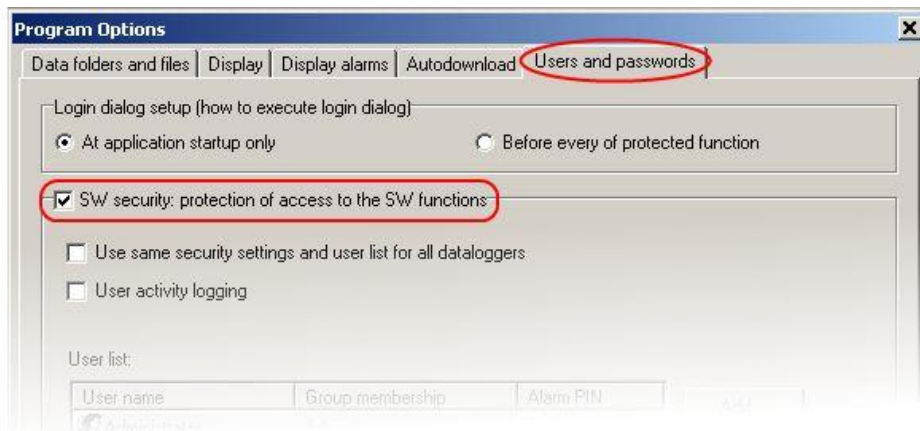 Program Options
Data folders and files Display Display alarms Autodownload Users and passwords
Login dialog setup (how to execute login dialog)
At application startup only Before every of protected function
SW security: protection of access to the SW functions
Use same security settings and user list for all dataloggers
User activity logging
User list:
User name Group membership Alarm PIN Add
Administrator